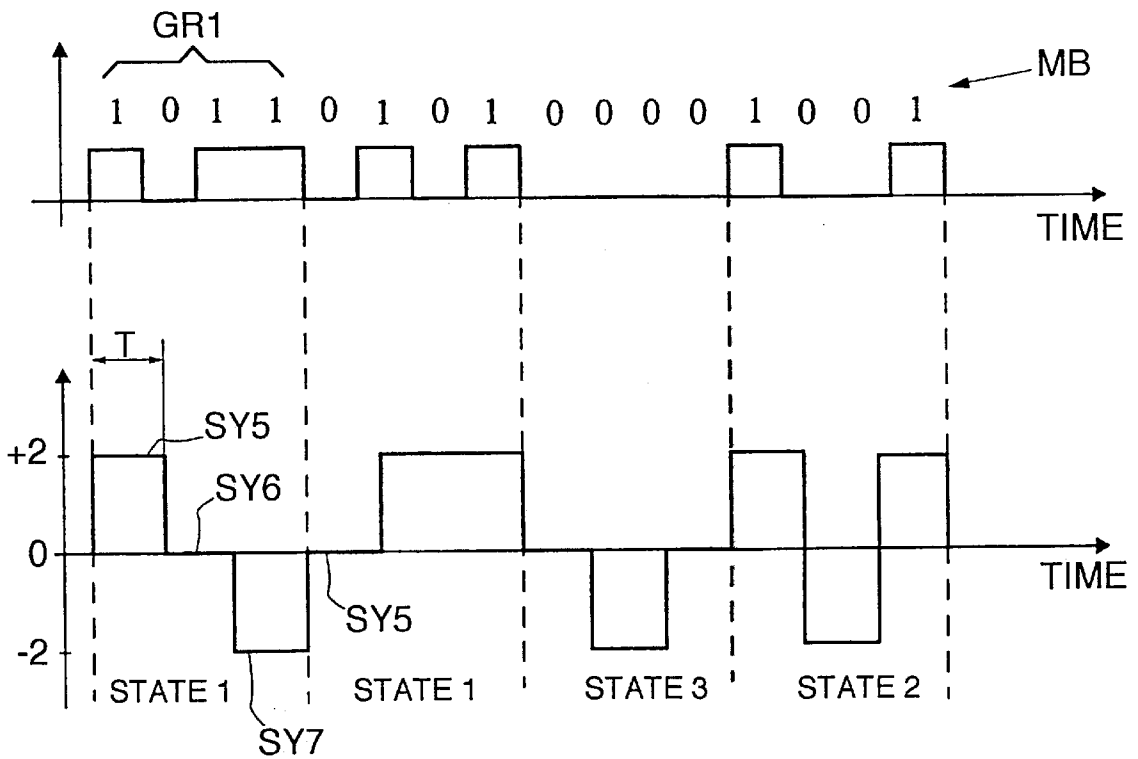 GR1
MB
1 0 1 1 0 1 0 1 0 0 0 0 1 0 0 1
TIME
T
SY5
+2
SY6
0
TIME
SY5
-2
STATE 1 STATE 1 STATE 3 STATE 2
SY7